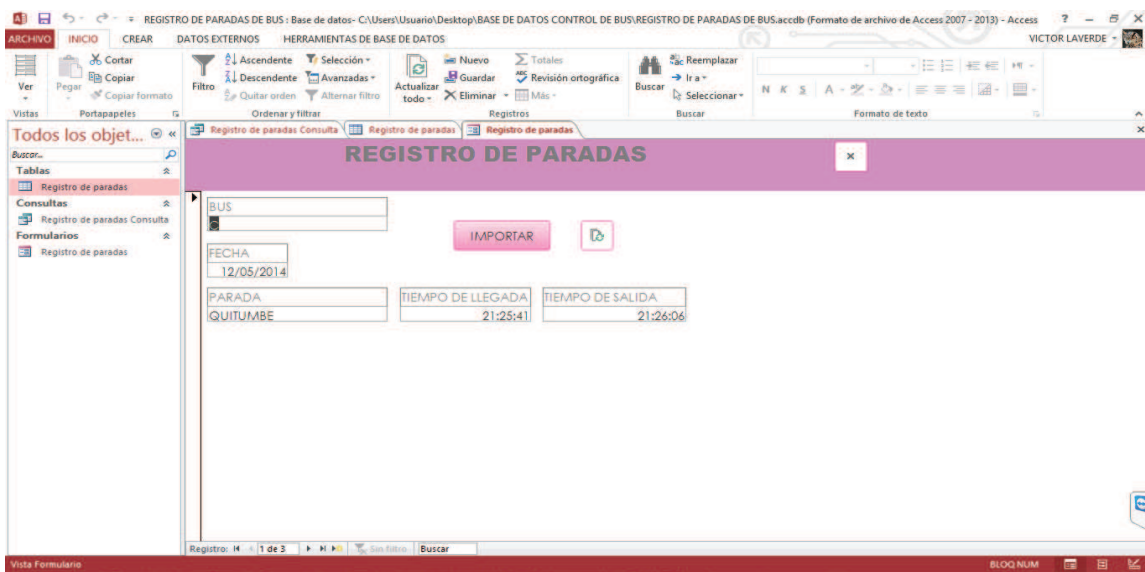 REGISTRO DE PARADAS DE BUS : Base de datos- C:\Users\Usuario\Desktop\BASE DE DATOS CONTROL DE BUS\REGISTRO DE PARADAS DE BUS.accdb (Formato de archivo de Access 2007 - 2013) - Access
ARCHIVO INICIO CREAR DATOS EXTERNOS HERRAMIENTAS DE BASE DE DATOS VICTOR LAVERDE
Cortar Ascendente Selección Nuevo Totales Reemplazar
Copiar Descendente Avanzadas Guardar Revisión ortográfica Ir a
Ver Pegar Copiar formato Filtro Quitar orden Alternar filtro Actualizar todo Eliminar Más Buscar Seleccionar N K S A
Vistas Portapapeles Ordenar y filtrar Registros Buscar Formato de texto
Todos los objet...
Registro de paradas Consulta Registro de paradas Registro de paradas
Buscar...
Tablas
Registro de paradas
Consultas
Registro de paradas Consulta
Formularios
Registro de paradas
REGISTRO DE PARADAS
BUS
C
IMPORTAR
FECHA
12/05/2014
PARADA TIEMPO DE LLEGADA TIEMPO DE SALIDA
QUITUMBE 21:25:41 21:26:06
Registro: 1 de 3 Sin filtro Buscar
Vista Formulario BLOQ NUM